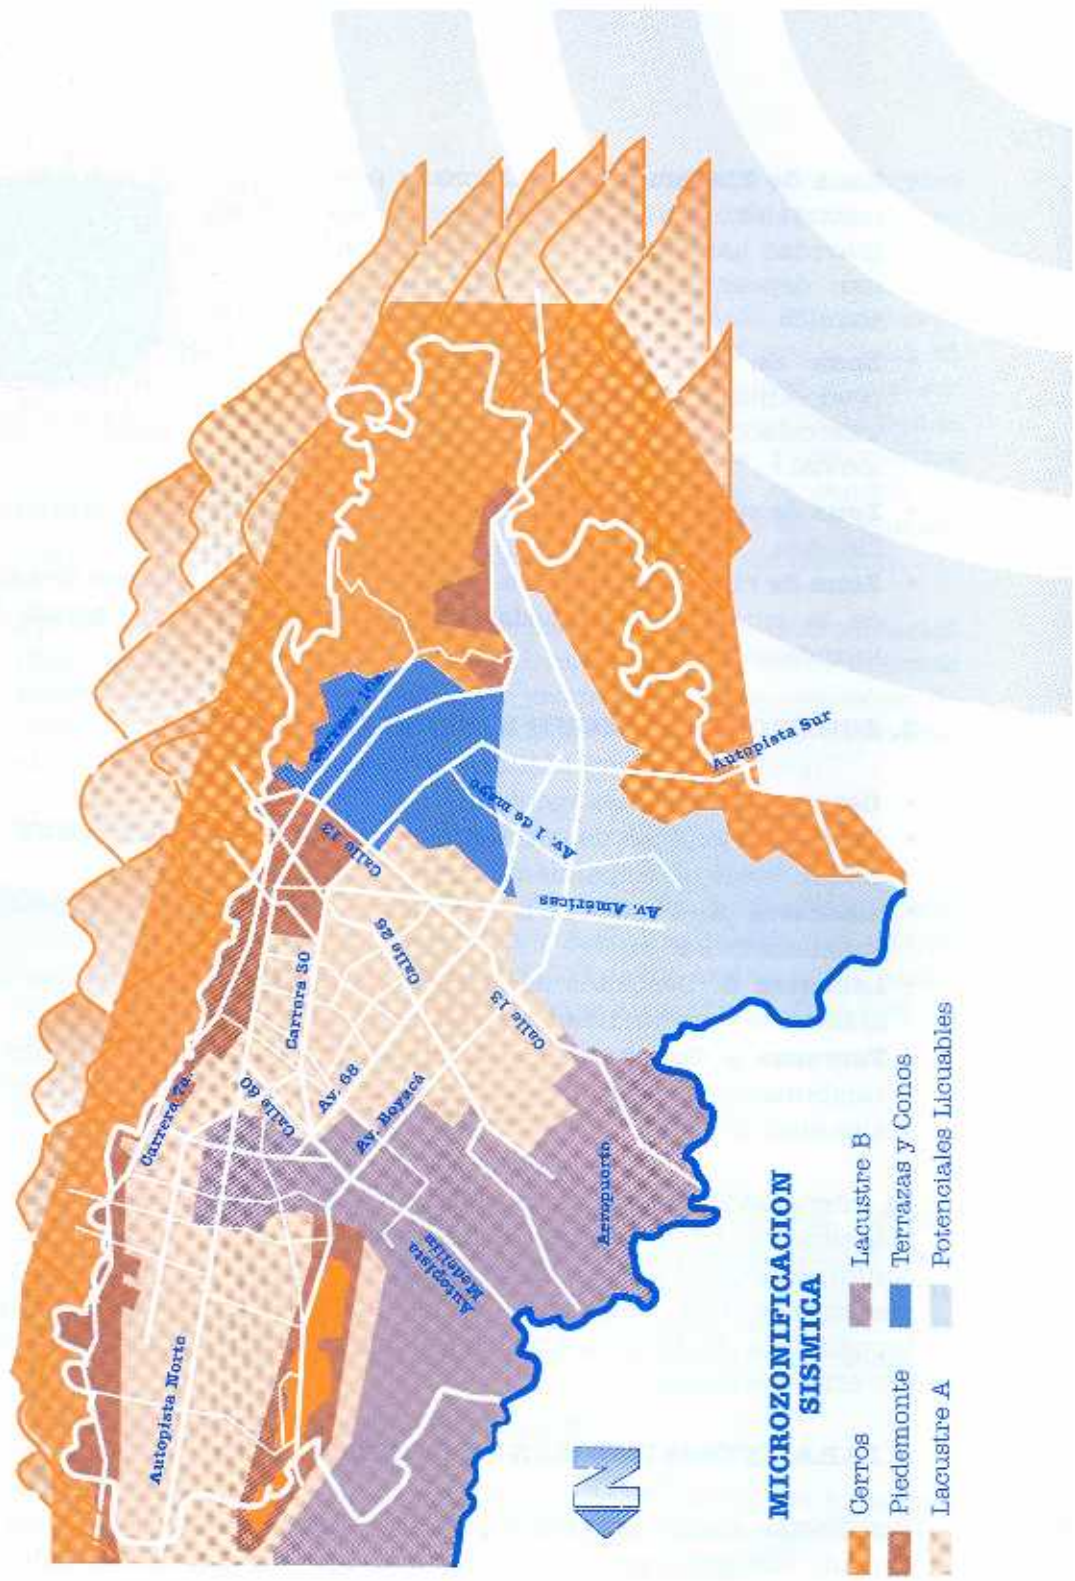 Autopista Norte
Carrera 7a.
Calle 80
Carrera 30
Av. 68
Av. Boyacá
Autopista
Medellín
Calle 26
Calle 13
Calle 13
Av. Américas
Av. 1 de mayo
Autopista Sur
Aeropuerto
N
MICROZONIFICACION
SISMICA
Cerros
Piedemonte
Lacustre A
Lacustre B
Terrazas y Conos
Potenciales Licuables